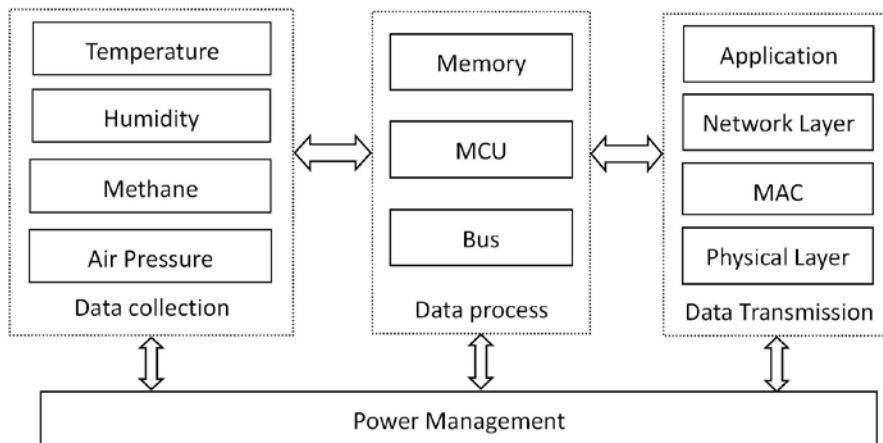 Temperature
Humidity
Methane
Air Pressure
Data collection
Memory
MCU
Bus
Data process
Application
Network Layer
MAC
Physical Layer
Data Transmission
Power Management